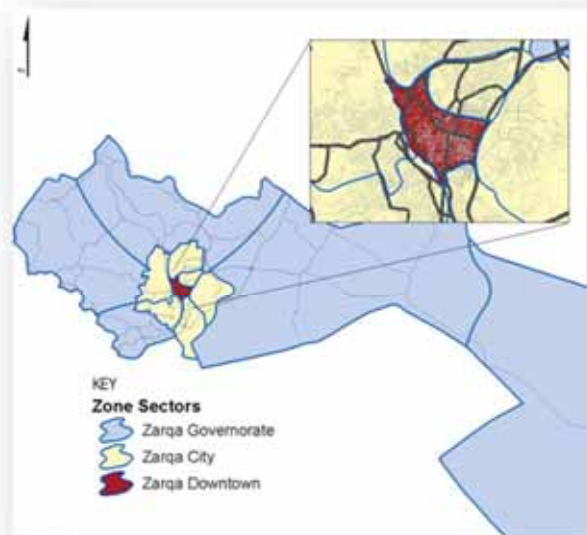 KEY
Zone Sectors
Zarqa Governorate
Zarqa City
Zarqa Downtown